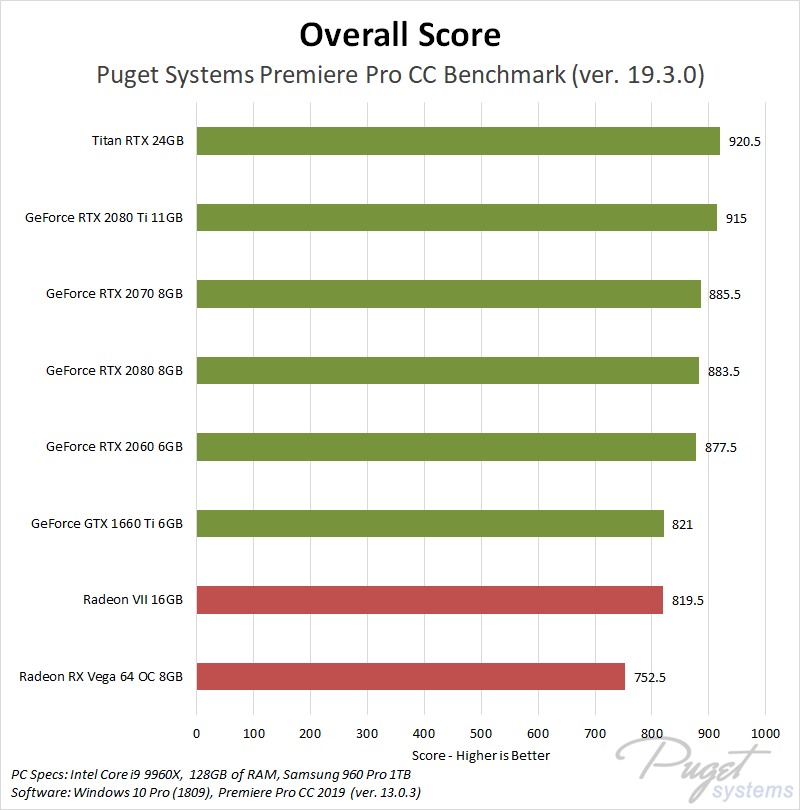 Overall Score
Puget Systems Premiere Pro CC Benchmark (ver. 19.3.0)
Titan RTX 24GB 920.5
GeForce RTX 2080 Ti 11GB 915
GeForce RTX 2070 8GB 885.5
GeForce RTX 2080 8GB 883.5
GeForce RTX 2060 6GB 877.5
GeForce GTX 1660 Ti 6GB 821
Radeon VII 16GB 819.5
Radeon RX Vega 64 OC 8GB 752.5
0 100 200 300 400 500 600 700 800 900 1000
Score - Higher is Better
PC Specs: Intel Core i9 9960X, 128GB of RAM, Samsung 960 Pro 1TB
Software: Windows 10 Pro (1809), Premiere Pro CC 2019 (ver. 13.0.3)
Puget
systems